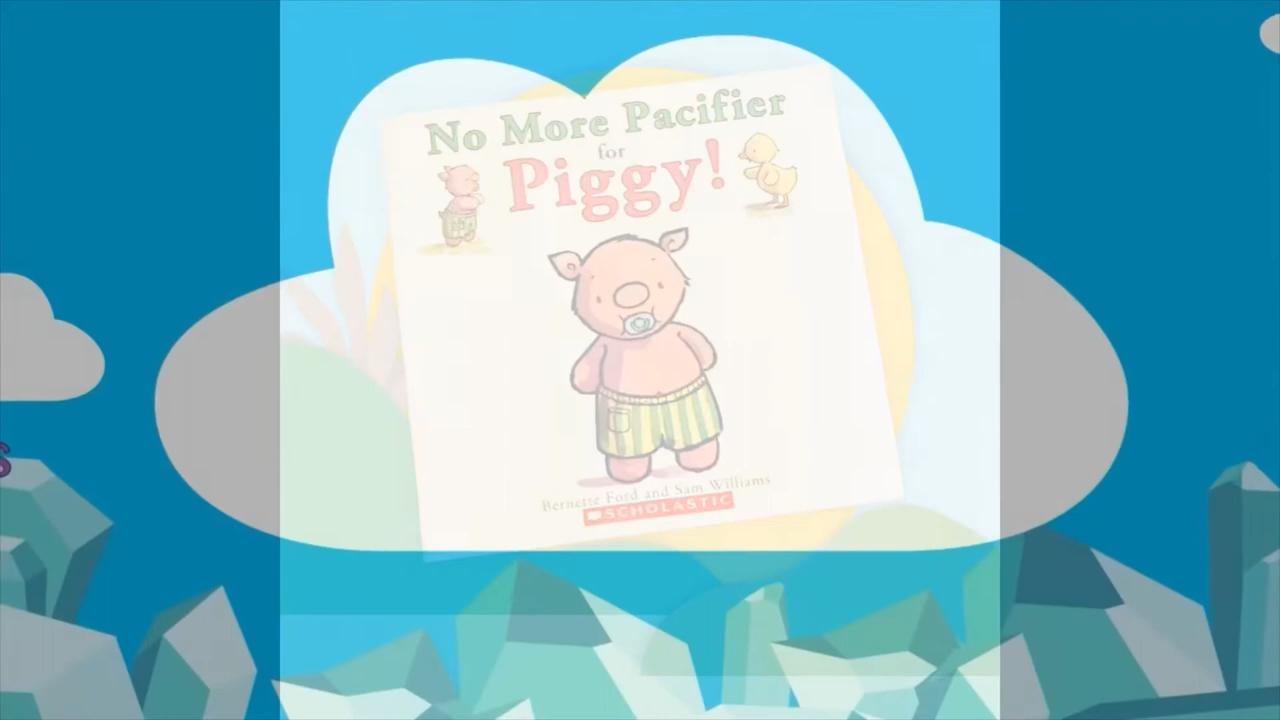 No More Pacifier
for
Piggy!
Bernette Ford and Sam Williams
SCHOLASTIC